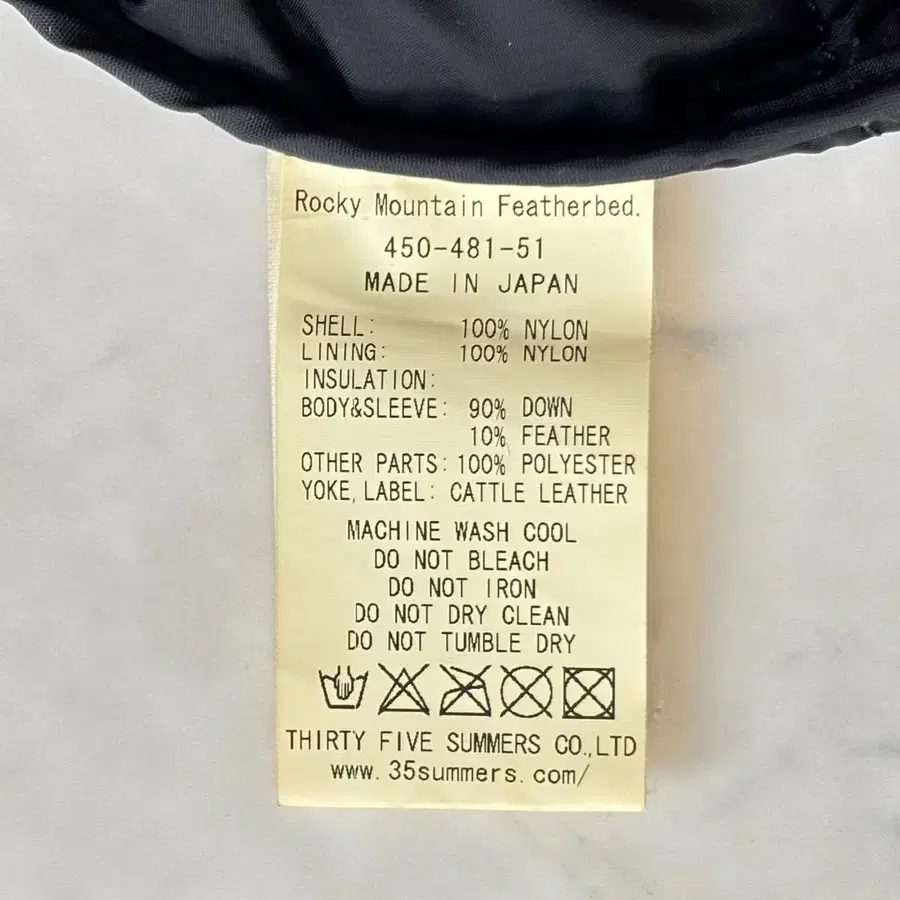 Rocky Mountain Featherbed.
450-481-51
MADE IN JAPAN
SHELL: 100% NYLON
LINING: 100% NYLON
INSULATION:
BODY&SLEEVE: 90% DOWN
10% FEATHER
OTHER PARTS: 100% POLYESTER
YOKE, LABEL: CATTLE LEATHER
MACHINE WASH COOL
DO NOT BLEACH
DO NOT IRON
DO NOT DRY CLEAN
DO NOT TUMBLE DRY
THIRTY FIVE SUMMERS CO.,LTD
www.35summers.com/